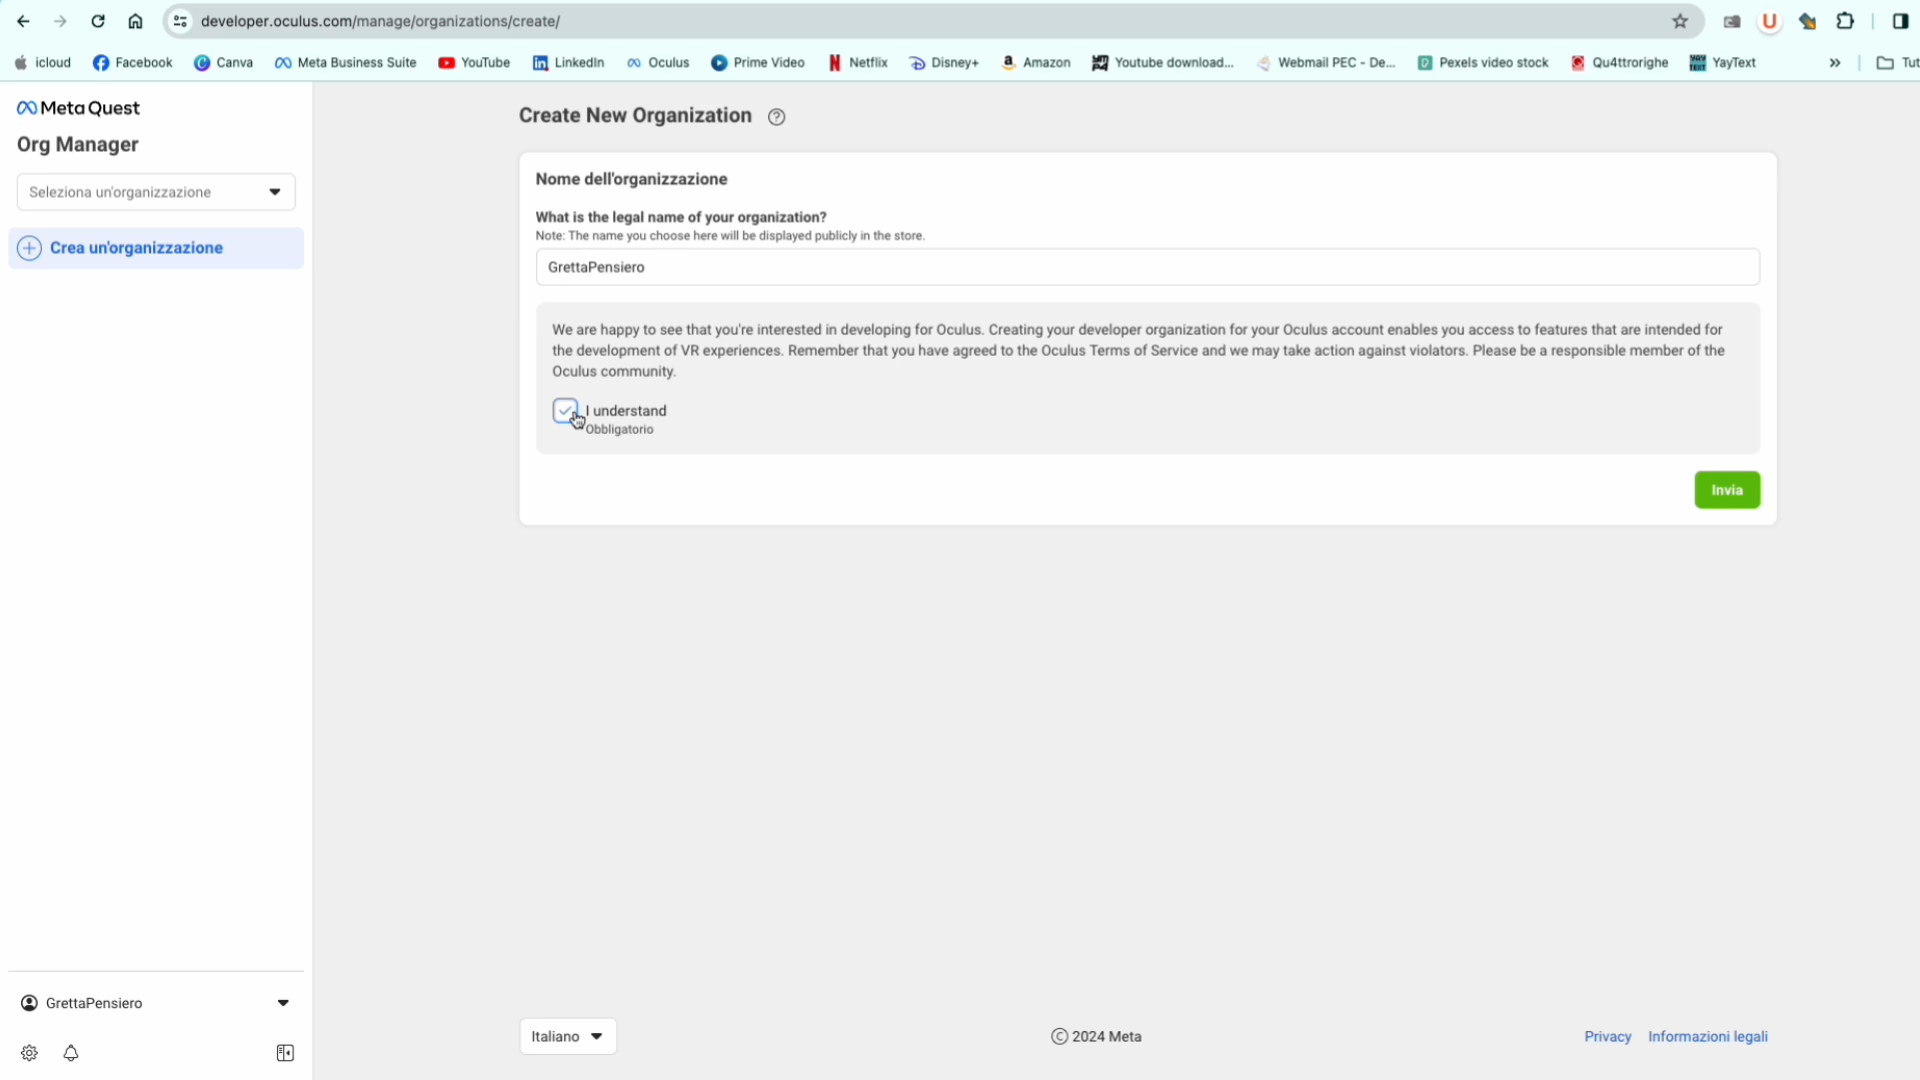 developer.oculus.com/manage/organizations/create/
U
icloud Facebook Canva Meta Business Suite YouTube LinkedIn Oculus Prime Video Netflix Disney+ Amazon Youtube download... Webmail PEC - De... Pexels video stock Qu4ttrorighe YayText » Tut
Meta Quest
Org Manager
Seleziona un'organizzazione
Crea un'organizzazione
Create New Organization ?
Nome dell'organizzazione
What is the legal name of your organization?
Note: The name you choose here will be displayed publicly in the store.
GrettaPensiero
We are happy to see that you're interested in developing for Oculus. Creating your developer organization for your Oculus account enables you access to features that are intended for
the development of VR experiences. Remember that you have agreed to the Oculus Terms of Service and we may take action against violators. Please be a responsible member of the
Oculus community.
I understand
Obbligatorio
Invia
GrettaPensiero
Italiano
© 2024 Meta
Privacy Informazioni legali